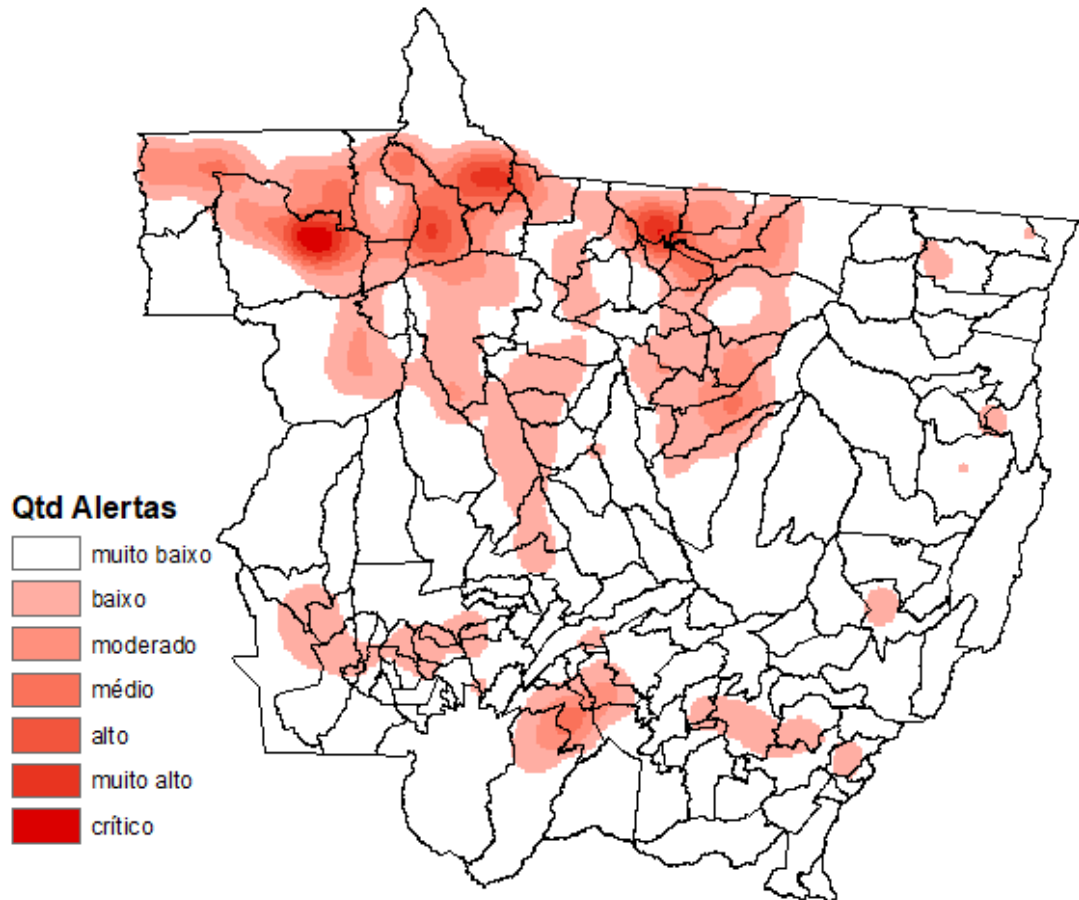 Qtd Alertas
muito baixo
baixo
moderado
médio
alto
muito alto
crítico